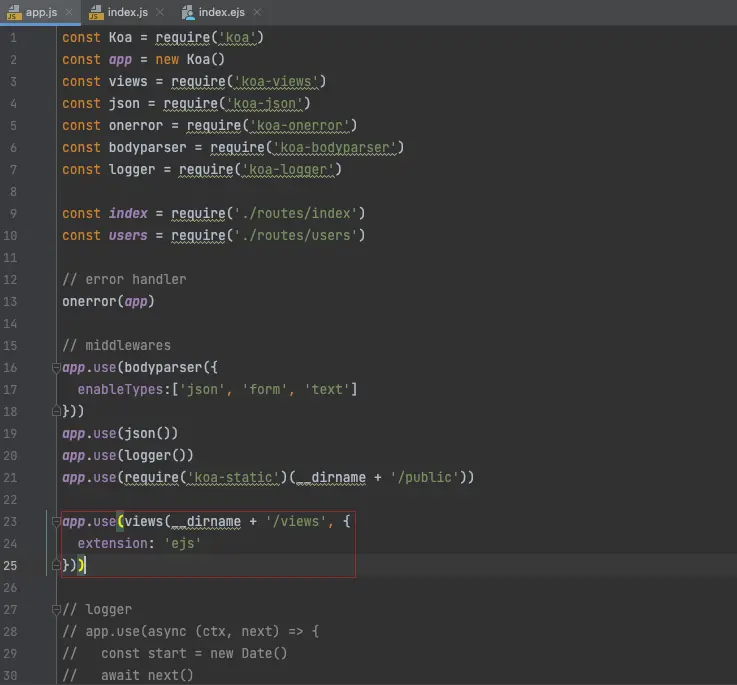 app.js index.js index.ejs
1 const Koa = require('koa')
2 const app = new Koa()
3 const views = require('koa-views')
4 const json = require('koa-json')
5 const onerror = require('koa-onerror')
6 const bodyparser = require('koa-bodyparser')
7 const logger = require('koa-logger')
8
9 const index = require('./routes/index')
10 const users = require('./routes/users')
11
12 // error handler
13 onerror(app)
14
15 // middlewares
16 app.use(bodyparser({
17   enableTypes:['json', 'form', 'text']
18 }))
19 app.use(json())
20 app.use(logger())
21 app.use(require('koa-static')(__dirname + '/public'))
22
23 app.use(views(__dirname + '/views', {
24   extension: 'ejs'
25 }))
26
27 // logger
28 // app.use(async (ctx, next) => {
29 //   const start = new Date()
30 //   await next()